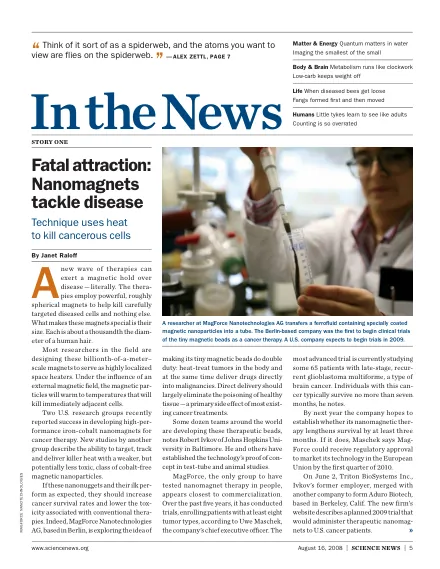 “ Think of it sort of as a spiderweb, and the atoms you want to
view are flies on the spiderweb. ” — ALEX ZETTL, PAGE 7
Matter & Energy Quantum matters in water
Imaging the smallest of the small
Body & Brain Metabolism runs like clockwork
Low-carb keeps weight off
Life When diseased bees get loose
Fangs formed first and then moved
Humans Little tykes learn to see like adults
Counting is so overrated
In the News
STORY ONE
Fatal attraction:
Nanomagnets
tackle disease
Technique uses heat
to kill cancerous cells
By Janet Raloff
A new wave of therapies can
exert a magnetic hold over
disease — literally. The thera-
pies employ powerful, roughly
spherical magnets to help kill carefully
targeted diseased cells and nothing else.
What makes these magnets special is their
size. Each is about a thousandth the diam-
eter of a human hair.
Most researchers in the field are
designing these billionth-of-a-meter–
scale magnets to serve as highly localized
space heaters. Under the influence of an
external magnetic field, the magnetic par-
ticles will warm to temperatures that will
kill immediately adjacent cells.
Two U.S. research groups recently
reported success in developing high-per-
formance iron-cobalt nanomagnets for
cancer therapy. New studies by another
group describe the ability to target, track
and deliver killer heat with a weaker, but
potentially less toxic, class of cobalt-free
magnetic nanoparticles.
If these nanonuggets and their ilk per-
form as expected, they should increase
cancer survival rates and lower the tox-
icity associated with conventional thera-
pies. Indeed, MagForce Nanotechnologies
AG, based in Berlin, is exploring the idea of
A researcher at MagForce Nanotechnologies AG transfers a ferrofluid containing specially coated
magnetic nanoparticles into a tube. The Berlin-based company was the first to begin clinical trials
of the tiny magnetic beads as a cancer therapy. A U.S. company expects to begin trials in 2009.
making its tiny magnetic beads do double
duty: heat-treat tumors in the body and
at the same time deliver drugs directly
into malignancies. Direct delivery should
largely eliminate the poisoning of healthy
tissue — a primary side effect of most exist-
ing cancer treatments.
Some dozen teams around the world
are developing these therapeutic beads,
notes Robert Ivkov of Johns Hopkins Uni-
versity in Baltimore. He and others have
established the technology's proof of con-
cept in test-tube and animal studies.
MagForce, the only group to have
tested nanomagnet therapy in people,
appears closest to commercialization.
Over the past five years, it has conducted
trials, enrolling patients with at least eight
tumor types, according to Uwe Maschek,
the company's chief executive officer. The
most advanced trial is currently studying
some 65 patients with late-stage, recur-
rent glioblastoma multiforme, a type of
brain cancer. Individuals with this can-
cer typically survive no more than seven
months, he notes.
By next year the company hopes to
establish whether its nanomagnetic ther-
apy lengthens survival by at least three
months. If it does, Maschek says Mag-
Force could receive regulatory approval
to market its technology in the European
Union by the first quarter of 2010.
On June 2, Triton BioSystems Inc.,
Ivkov's former employer, merged with
another company to form Aduro Biotech,
based in Berkeley, Calif. The new firm's
website describes a planned 2009 trial that
would administer therapeutic nanomag-
nets to U.S. cancer patients. »
MAGFORCE NANOTECHNOLOGIES
www.sciencenews.org
August 16, 2008 | SCIENCE NEWS | 5